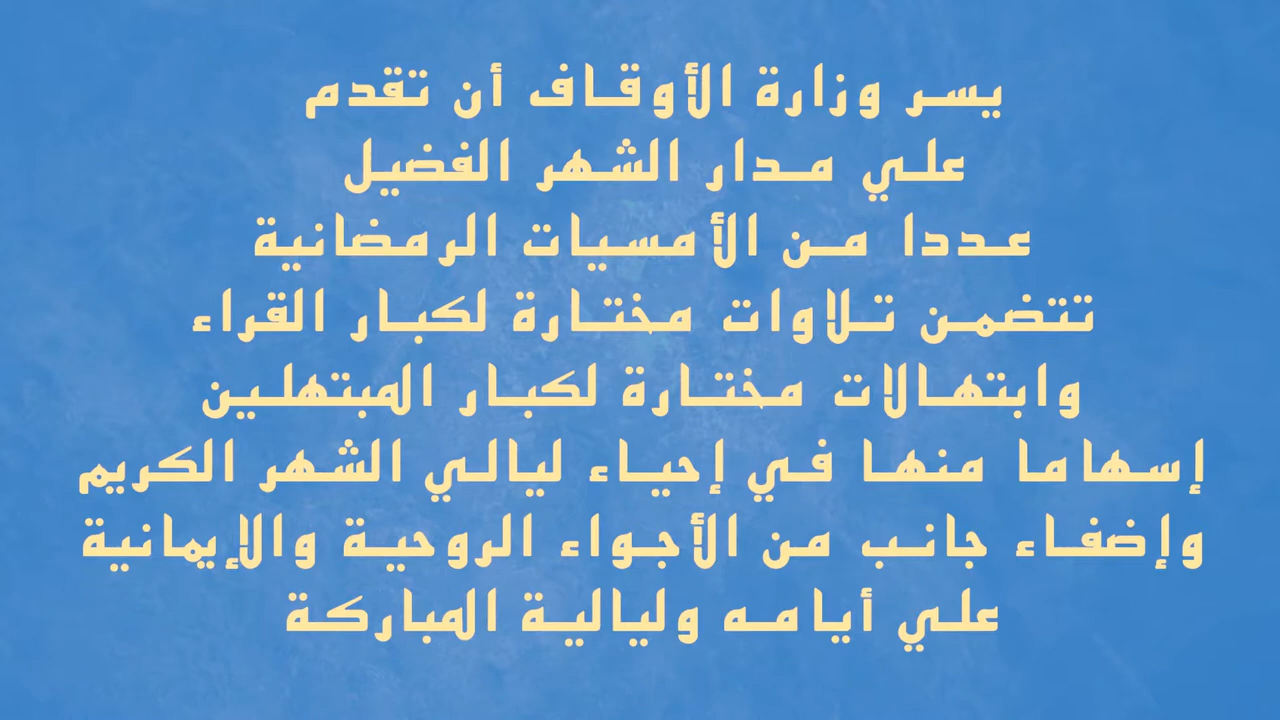 يسر وزارة الأوقاف أن تقدم
علي مدار الشهر الفضيل
عددا من الأمسيات الرمضانية
تتضمن تلاوات مختارة لكبار القراء
وابتهالات مختارة لكبار المبتهلين
إسهاما منها في إحياء ليالي الشهر الكريم
وإضفاء جانب من الأجواء الروحية والإيمانية
علي أيامه وليالية المباركة